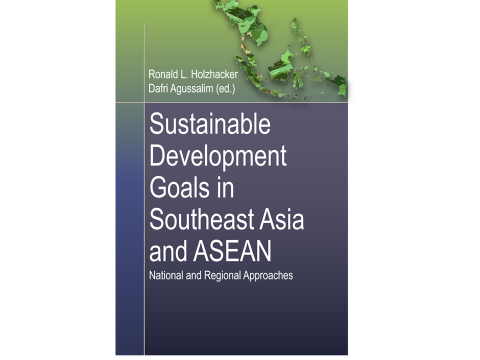 Ronald L. Holzhacker
Dafri Agussalim (ed.)
Sustainable
Development
Goals in
Southeast Asia
and ASEAN
National and Regional Approaches